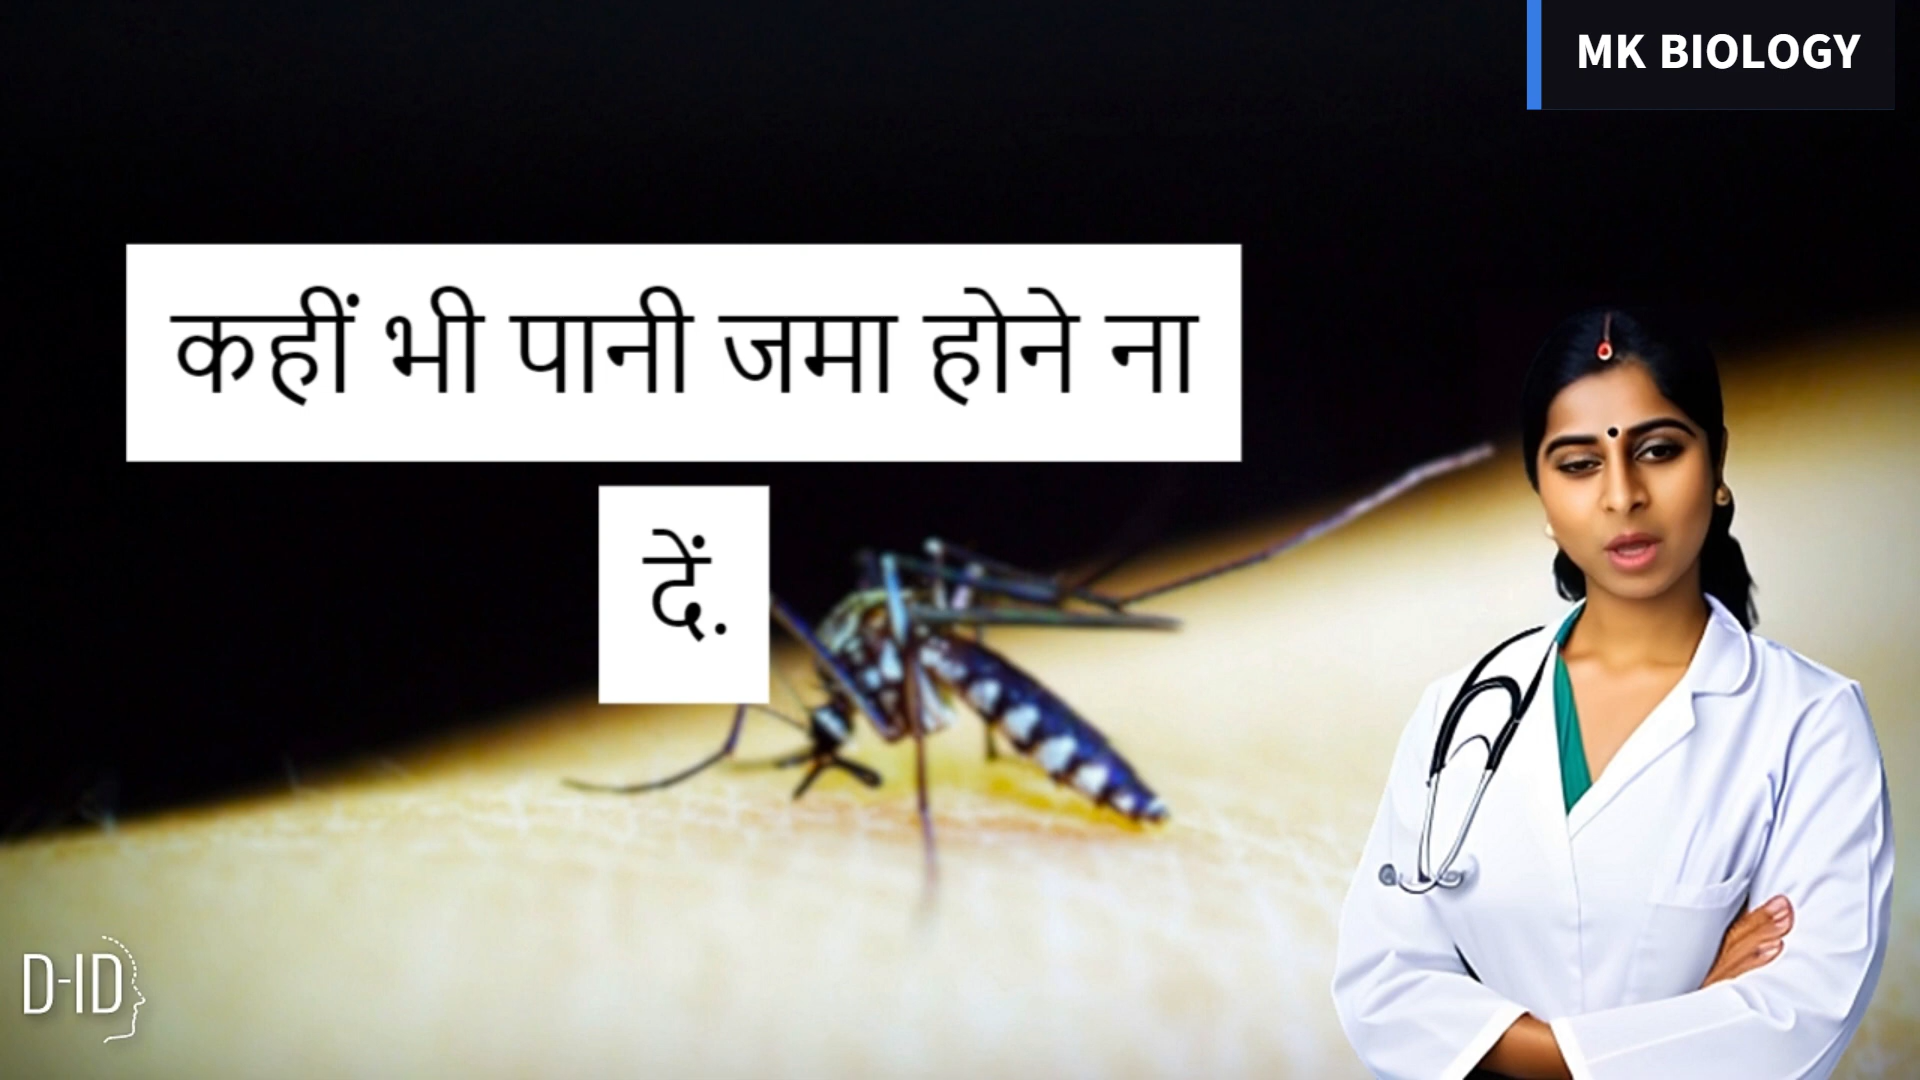 MK BIOLOGY
कहीं भी पानी जमा होने ना
दें.
D-ID